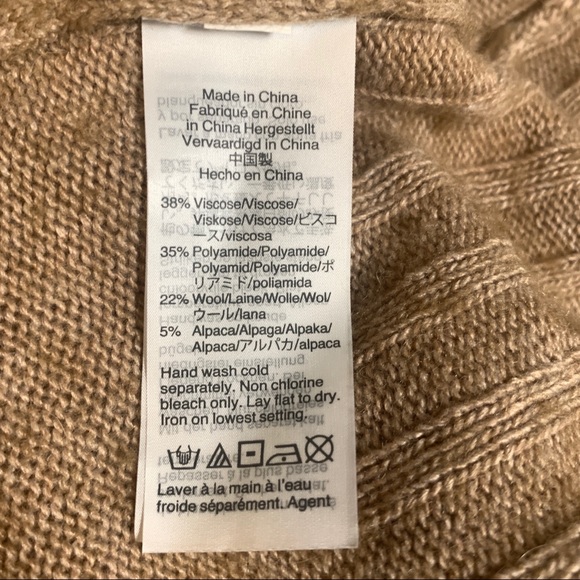 Made in China
Fabriqué en Chine
in China Hergestellt
Vervaardigd in China
中国製
Hecho en China
38% Viscose/Viscose/
Viskose/Viscose/ビスコ
ース/viscosa
35% Polyamide/Polyamide/
Polyamid/Polyamide/ポ
リアミド/poliamida
22% Wool/Laine/Wolle/Wol/
ウール/lana
5% Alpaca/Alpaga/Alpaka/
Alpaca/アルパカ/alpaca
Hand wash cold
separately. Non chlorine
bleach only. Lay flat to dry.
Iron on lowest setting.
Laver à la main à l'eau
froide séparément. Agent